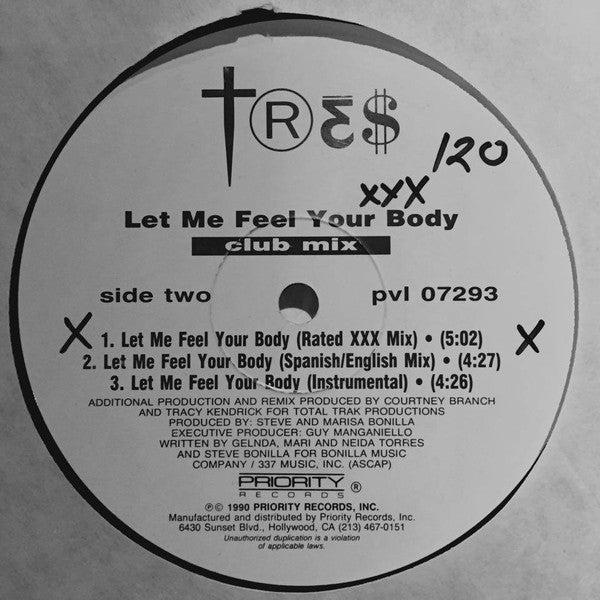 †R3$
/20
XXX
Let Me Feel Your Body
club mix
side two pvl 07293
X 1. Let Me Feel Your Body (Rated XXX Mix) • (5:02) X
2. Let Me Feel Your Body (Spanish/English Mix) • (4:27)
3. Let Me Feel Your Body (Instrumental) • (4:26)
ADDITIONAL PRODUCTION AND REMIX PRODUCED BY COURTNEY BRANCH
AND TRACY KENDRICK FOR TOTAL TRAK PRODUCTIONS
PRODUCED BY: STEVE AND MARISA BONILLA
EXECUTIVE PRODUCER: GUY MANGANIELLO
WRITTEN BY GELNDA, MARI AND NEIDA TORRES
AND STEVE BONILLA FOR BONILLA MUSIC
COMPANY / 337 MUSIC, INC. (ASCAP)
PRIORITY ®
RECORDS
℗© 1990 PRIORITY RECORDS, INC.
Manufactured and distributed by Priority Records, Inc.
6430 Sunset Blvd., Hollywood, CA (213) 467-0151
Unauthorized duplication is a violation
of applicable laws.